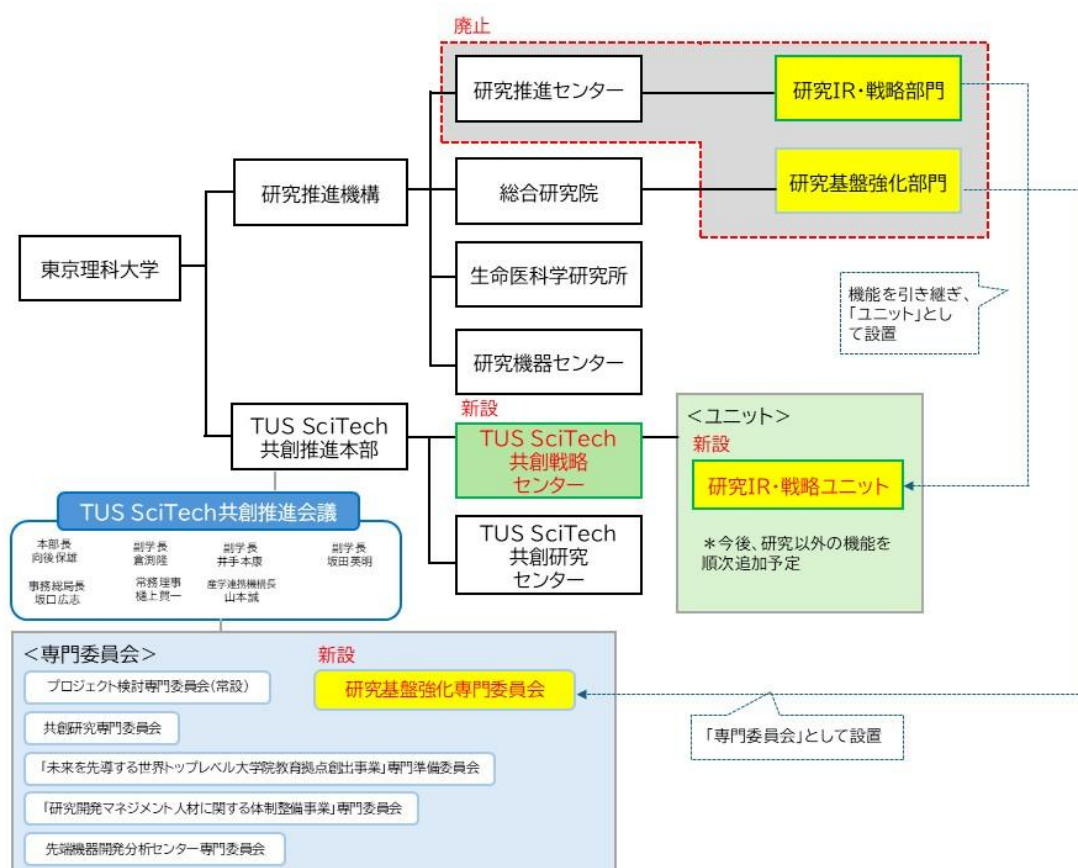 廃止
研究推進センター
研究IR・戦略部門
研究推進機構
総合研究院
研究基盤強化部門
東京理科大学
生命医科学研究所
機能を引き継ぎ、
「ユニット」とし
て設置
研究機器センター
TUS SciTech
共創推進本部
新設
TUS SciTech
共創戦略
センター
＜ユニット＞
新設
研究IR・戦略ユニット
＊今後、研究以外の機能を
順次追加予定
TUS SciTech
共創研究
センター
TUS SciTech共創推進会議
本部長
向後保雄
副学長
倉渕隆
副学長
井手本康
副学長
坂田英明
事務総局長
坂口広志
常務理事
樋上賀一
産学連携機構長
山本誠
＜専門委員会＞
新設
プロジェクト検討専門委員会(常設)
研究基盤強化専門委員会
共創研究専門委員会
「専門委員会」として設置
「未来を先導する世界トップレベル大学院教育拠点創出事業」専門準備委員会
「研究開発マネジメント人材に関する体制整備事業」専門委員会
先端機器開発分析センター専門委員会